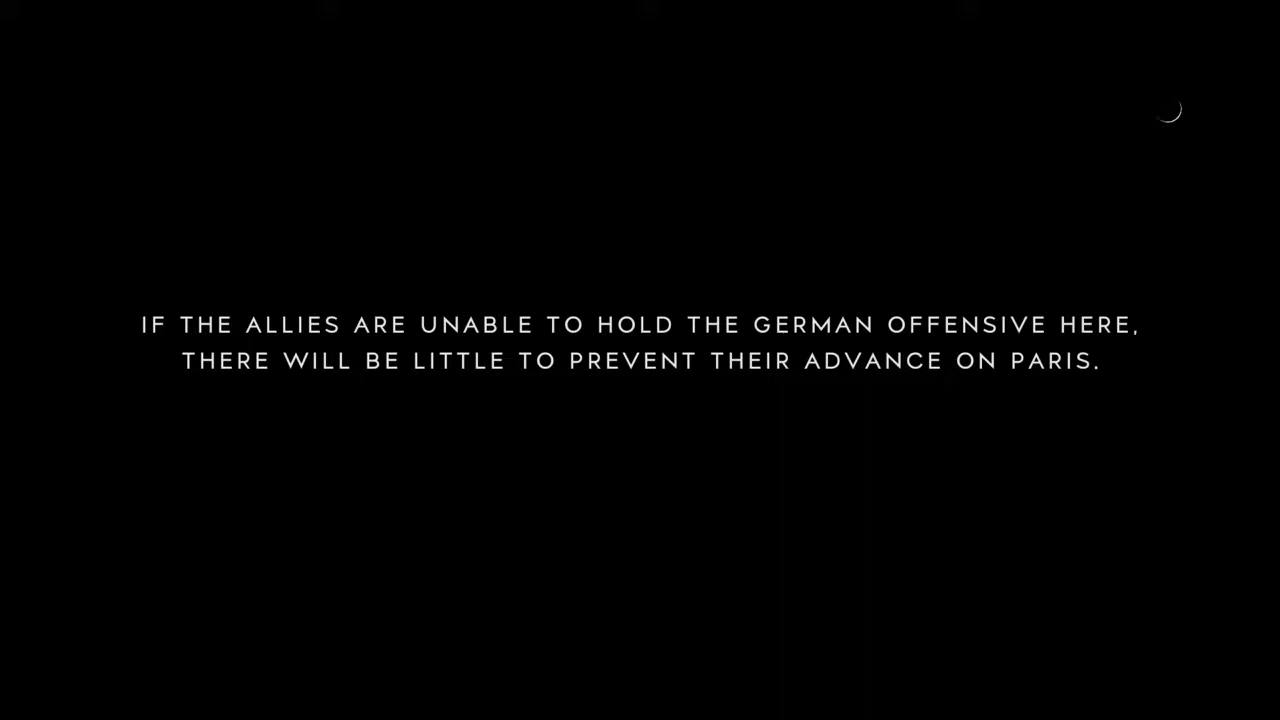 IF THE ALLIES ARE UNABLE TO HOLD THE GERMAN OFFENSIVE HERE,
THERE WILL BE LITTLE TO PREVENT THEIR ADVANCE ON PARIS.